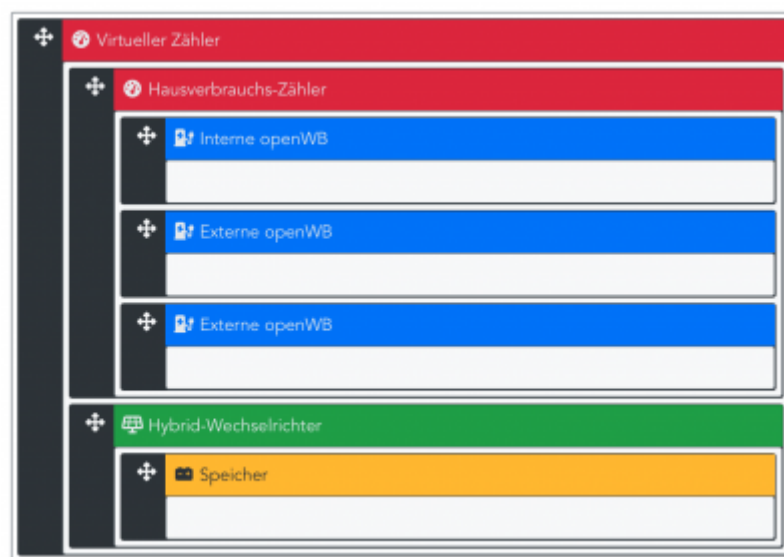 Virtueller Zähler
Hausverbrauchs-Zähler
Interne openWB
Externe openWB
Externe openWB
Hybrid-Wechselrichter
Speicher